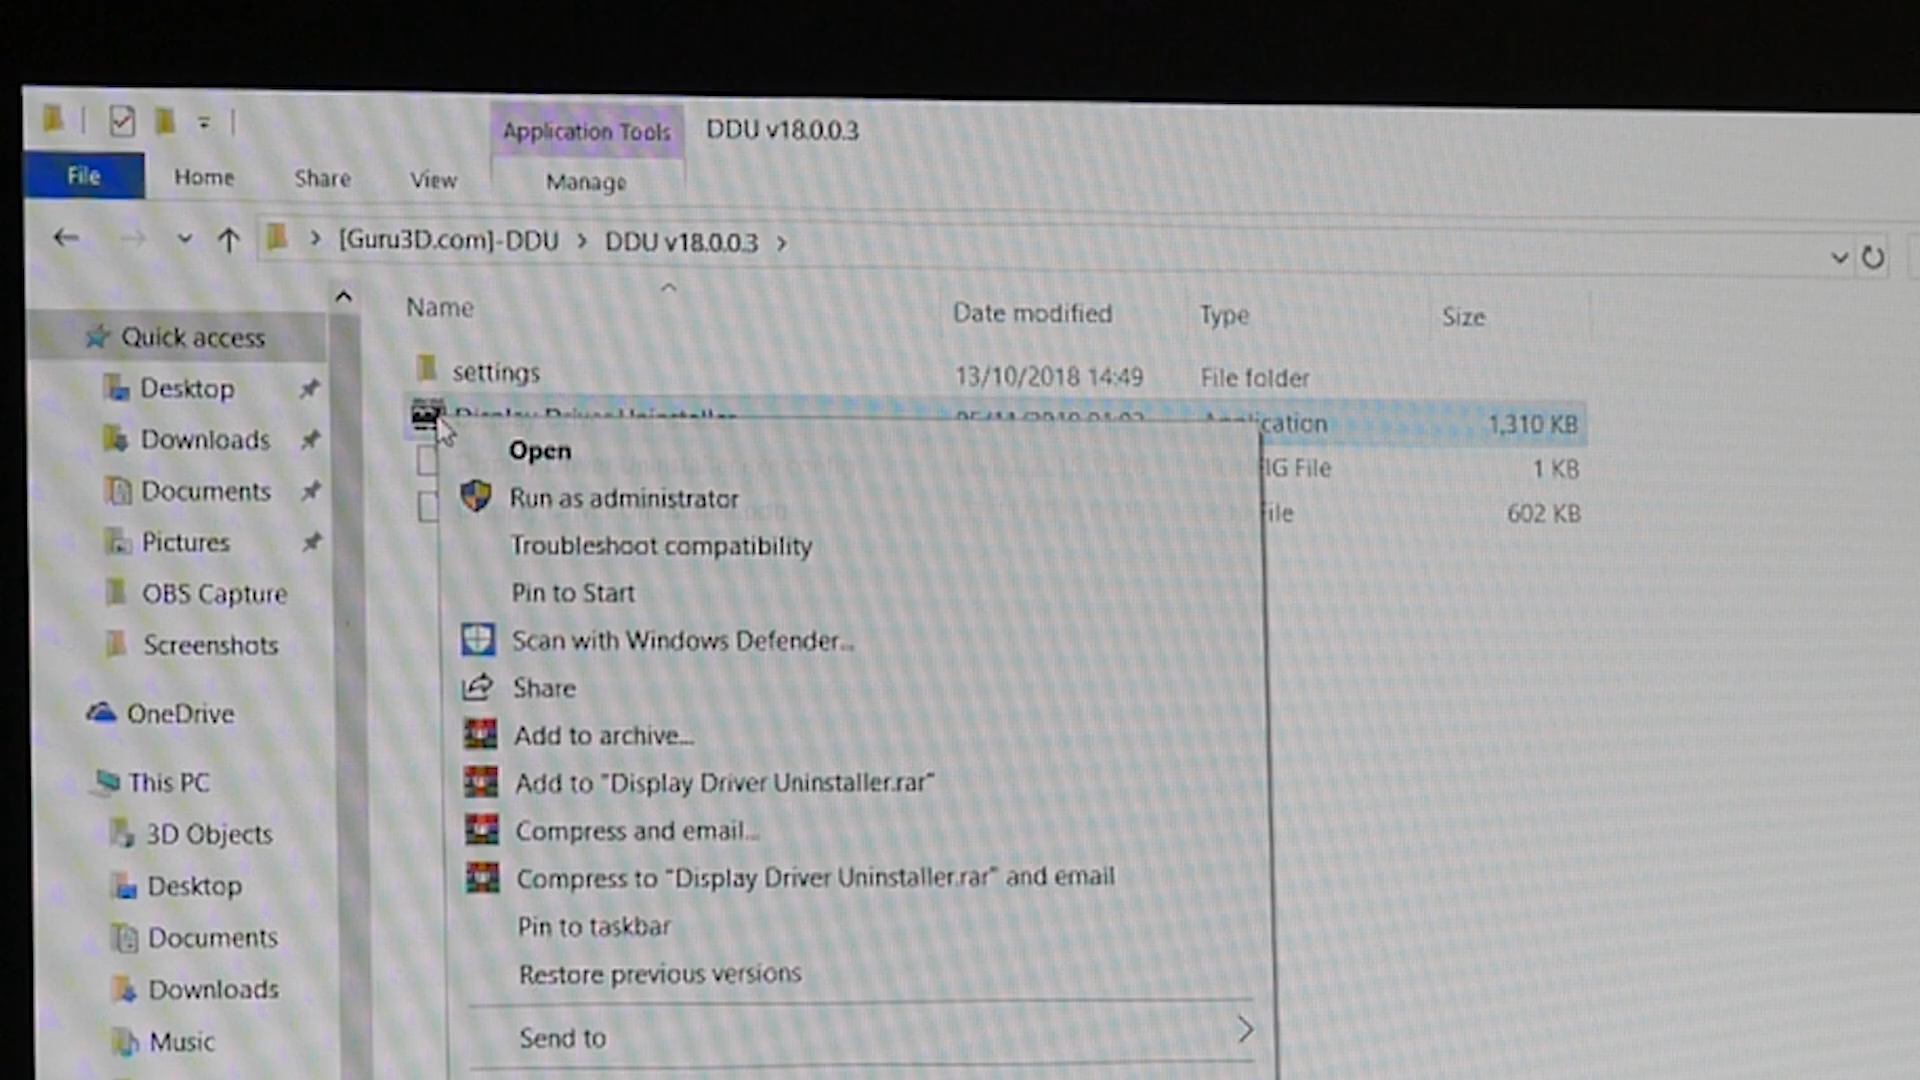 Application Tools DDU v18.0.0.3
File Home Share View Manage
[Guru3D.com]-DDU DDU v18.0.0.3
Name Date modified Type Size
Quick access
settings 13/10/2018 14:49 File folder
Desktop
Display Driver Uninstaller cation 1,310 KB
Downloads
Open
IG File 1 KB
Documents
Run as administrator
ile 602 KB
Pictures
Troubleshoot compatibility
OBS Capture
Pin to Start
Screenshots
Scan with Windows Defender...
Share
OneDrive
Add to archive...
This PC
Add to "Display Driver Uninstaller.rar"
3D Objects
Compress and email...
Desktop
Compress to "Display Driver Uninstaller.rar" and email
Documents
Pin to taskbar
Downloads
Restore previous versions
Music
Send to